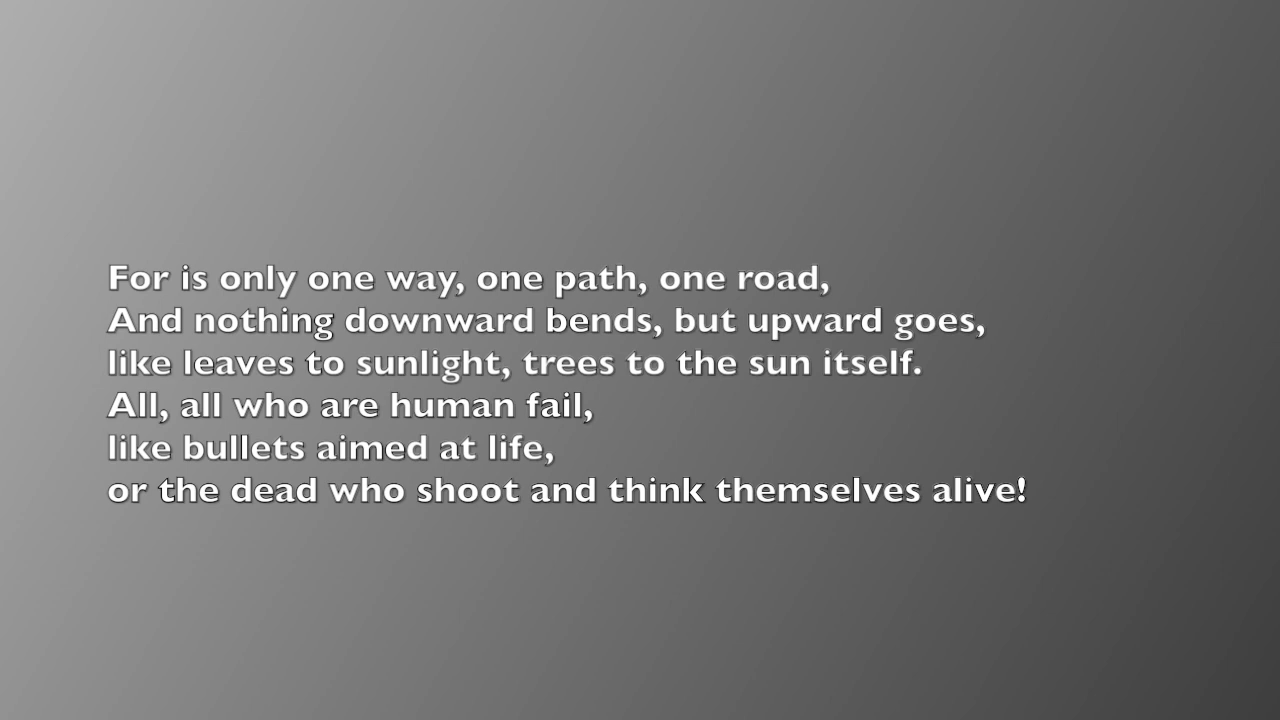 For is only one way, one path, one road,
And nothing downward bends, but upward goes,
like leaves to sunlight, trees to the sun itself.
All, all who are human fail,
like bullets aimed at life,
or the dead who shoot and think themselves alive!